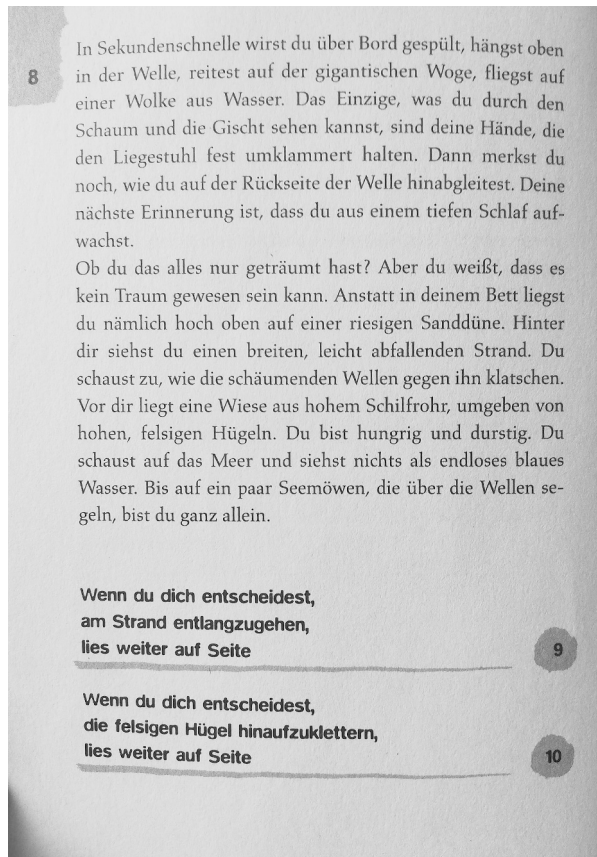 8
In Sekundenschnelle wirst du über Bord gespült, hängst oben
in der Welle, reitest auf der gigantischen Woge, fliegst auf
einer Wolke aus Wasser. Das Einzige, was du durch den
Schaum und die Gischt sehen kannst, sind deine Hände, die
den Liegestuhl fest umklammert halten. Dann merkst du
noch, wie du auf der Rückseite der Welle hinabgleitest. Deine
nächste Erinnerung ist, dass du aus einem tiefen Schlaf auf-
wachst.
Ob du das alles nur geträumt hast? Aber du weißt, dass es
kein Traum gewesen sein kann. Anstatt in deinem Bett liegst
du nämlich hoch oben auf einer riesigen Sanddüne. Hinter
dir siehst du einen breiten, leicht abfallenden Strand. Du
schaust zu, wie die schäumenden Wellen gegen ihn klatschen.
Vor dir liegt eine Wiese aus hohem Schilfrohr, umgeben von
hohen, felsigen Hügeln. Du bist hungrig und durstig. Du
schaust auf das Meer und siehst nichts als endloses blaues
Wasser. Bis auf ein paar Seemöwen, die über die Wellen se-
geln, bist du ganz allein.
Wenn du dich entscheidest,
am Strand entlangzugehen,
lies weiter auf Seite 9
Wenn du dich entscheidest,
die felsigen Hügel hinaufzuklettern,
lies weiter auf Seite 10